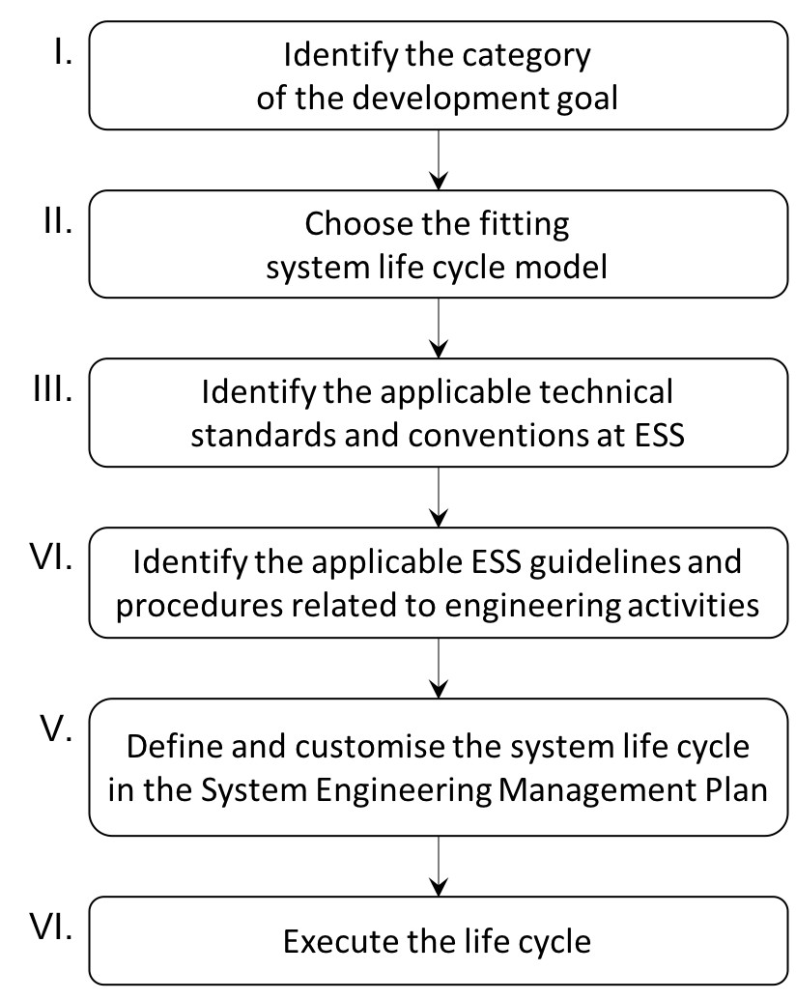 I.
Identify the category
of the development goal
II.
Choose the fitting
system life cycle model
III.
Identify the applicable technical
standards and conventions at ESS
VI.
Identify the applicable ESS guidelines and
procedures related to engineering activities
V.
Define and customise the system life cycle
in the System Engineering Management Plan
VI.
Execute the life cycle